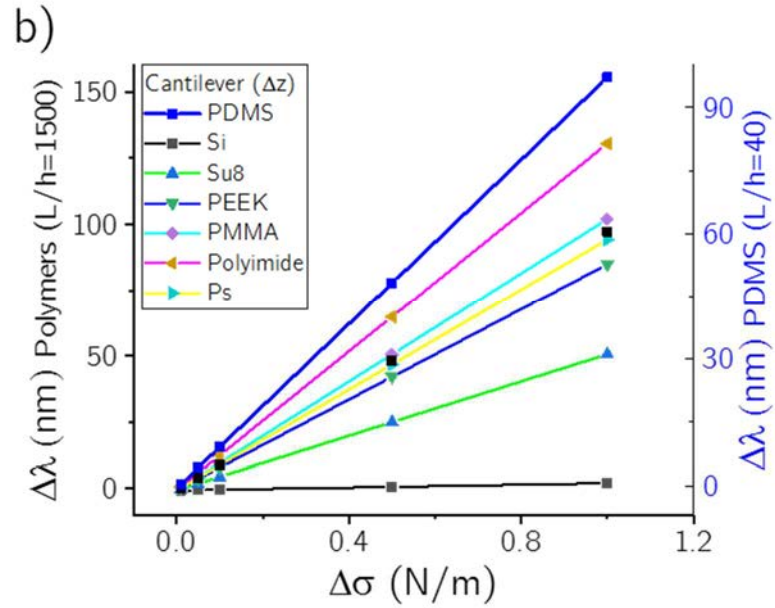 b)
Δλ (nm) Polymers (L/h=1500)
150
100
50
0
Cantilever (Δz)
PDMS
Si
Su8
PEEK
PMMA
Polyimide
Ps
90
60
30
0
Δλ (nm) PDMS (L/h=40)
0.0 0.4 0.8 1.2
Δσ (N/m)